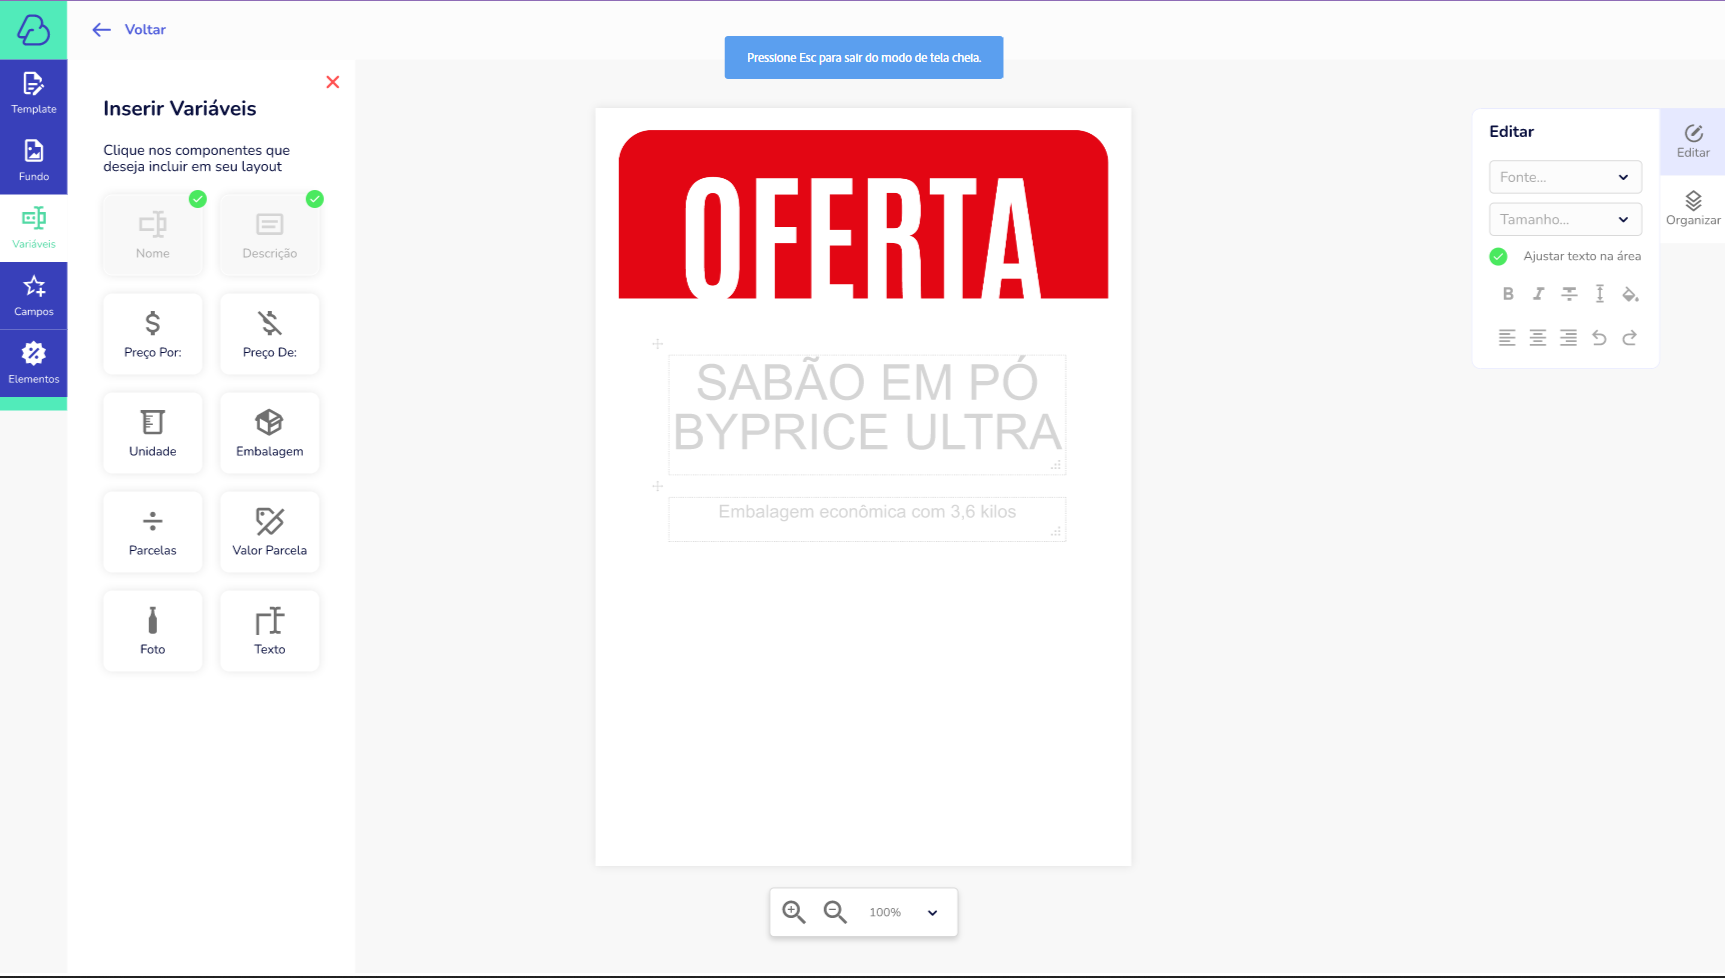 Voltar
Pressione Esc para sair do modo de tela cheia.
Template
Fundo
Variáveis
Campos
Elementos
Inserir Variáveis
Clique nos componentes que
deseja incluir em seu layout
Nome
Descrição
Preço Por:
Preço De:
Unidade
Embalagem
Parcelas
Valor Parcela
Foto
Texto
OFERTA
SABÃO EM PÓ
BYPRICE ULTRA
Embalagem econômica com 3,6 kilos
100%
Editar
Fonte...
Tamanho...
Ajustar texto na área
B I
Editar
Organizar